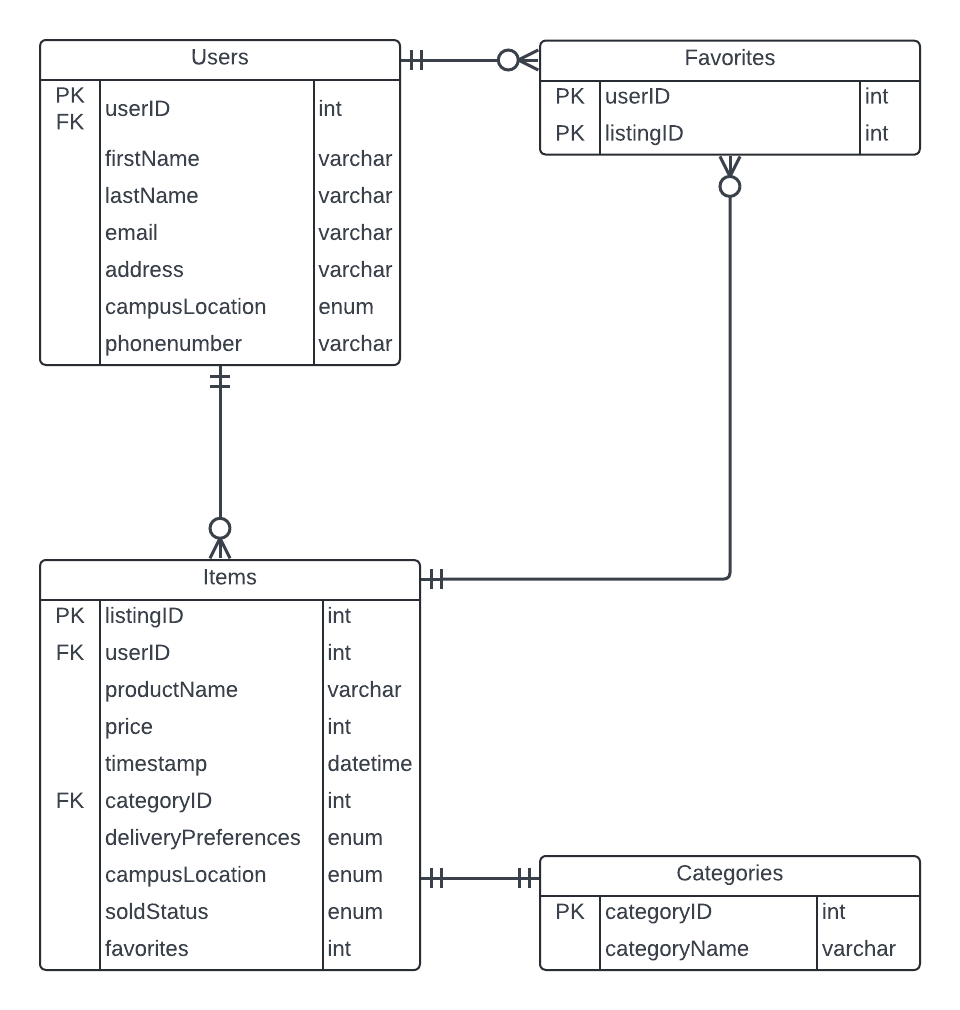 Users
PK
FK userID int
firstName varchar
lastName varchar
email varchar
address varchar
campusLocation enum
phonenumber varchar
Favorites
PK userID int
PK listingID int
Items
PK listingID int
FK userID int
productName varchar
price int
timestamp datetime
FK categoryID int
deliveryPreferences enum
campusLocation enum
soldStatus enum
favorites int
Categories
PK categoryID int
categoryName varchar